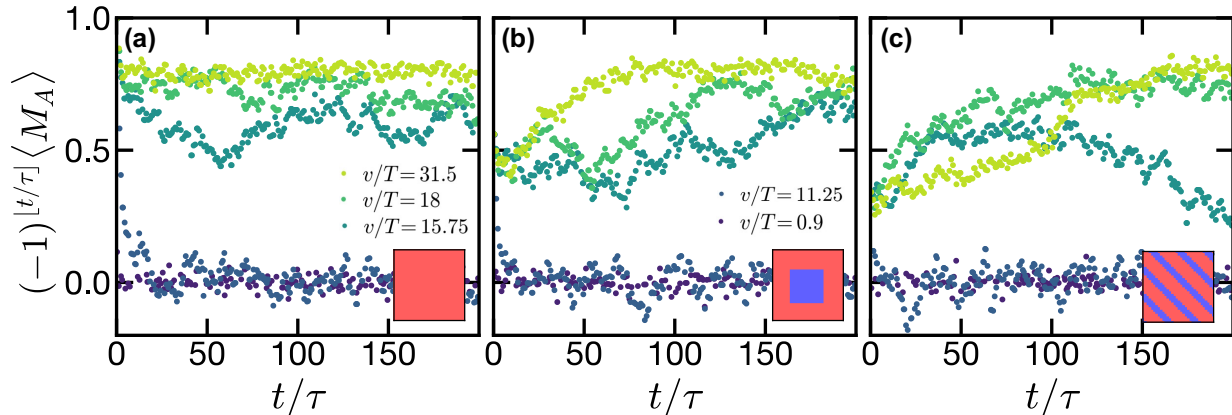 (a) (b) (c)
1.0
0.5
0.0
(−1)^{⌊t/τ⌋} ⟨M_A⟩
v/T = 31.5
v/T = 18
v/T = 15.75
v/T = 11.25
v/T = 0.9
0 50 100 150 0 50 100 150 0 50 100 150
t/τ t/τ t/τ